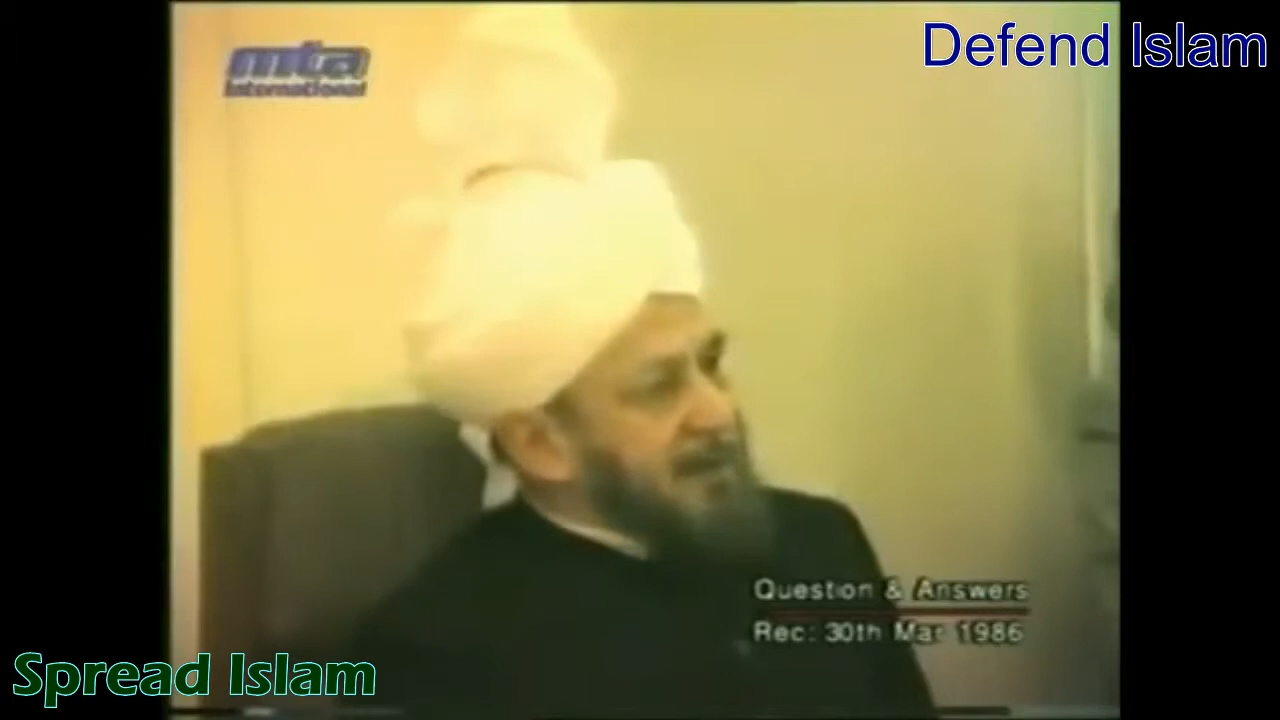 mta
International
Defend Islam
Question & Answers
Rec: 30th Mar 1986
Spread Islam